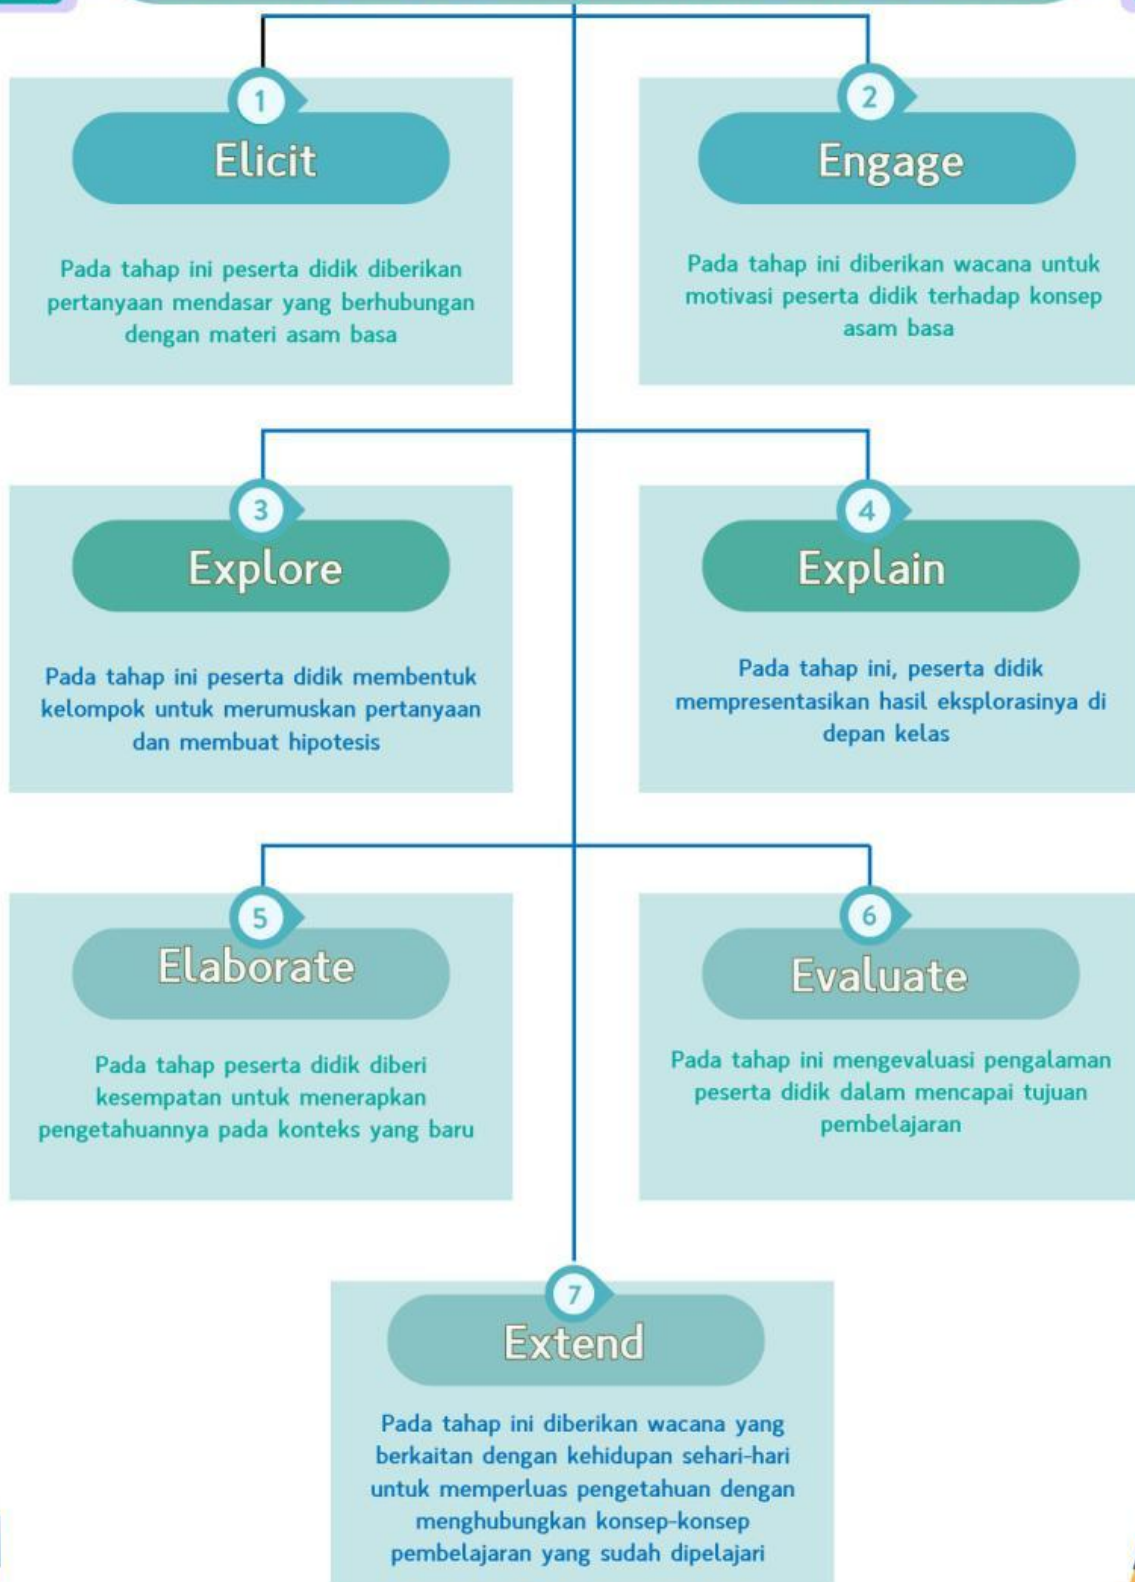 1
Elicit
Pada tahap ini peserta didik diberikan
pertanyaan mendasar yang berhubungan
dengan materi asam basa
2
Engage
Pada tahap ini diberikan wacana untuk
motivasi peserta didik terhadap konsep
asam basa
3
Explore
Pada tahap ini peserta didik membentuk
kelompok untuk merumuskan pertanyaan
dan membuat hipotesis
4
Explain
Pada tahap ini, peserta didik
mempresentasikan hasil eksplorasinya di
depan kelas
5
Elaborate
Pada tahap peserta didik diberi
kesempatan untuk menerapkan
pengetahuannya pada konteks yang baru
6
Evaluate
Pada tahap ini mengevaluasi pengalaman
peserta didik dalam mencapai tujuan
pembelajaran
7
Extend
Pada tahap ini diberikan wacana yang
berkaitan dengan kehidupan sehari-hari
untuk memperluas pengetahuan dengan
menghubungkan konsep-konsep
pembelajaran yang sudah dipelajari